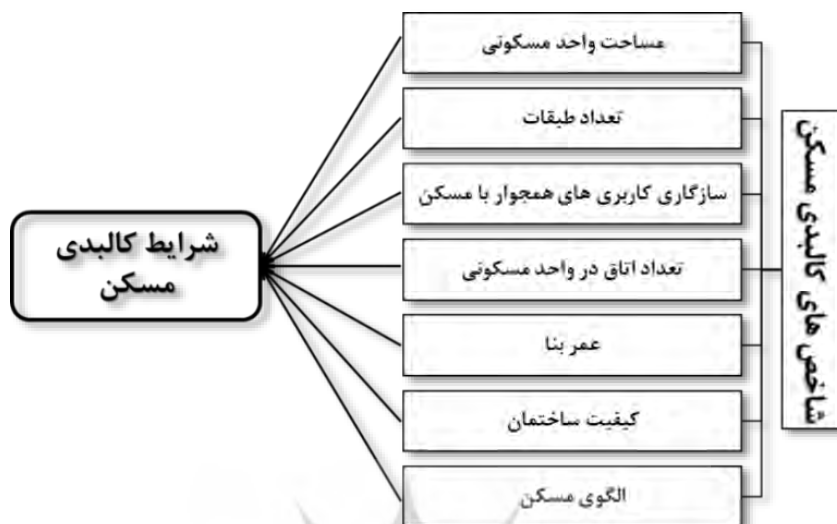 شاخص های کالبدی مسکن
مساحت واحد مسکونی
تعداد طبقات
سازگاری کاربری های همجوار با مسکن
تعداد اتاق در واحد مسکونی
عمر بنا
کیفیت ساختمان
الگوی مسکن
شرایط کالبدی
مسکن